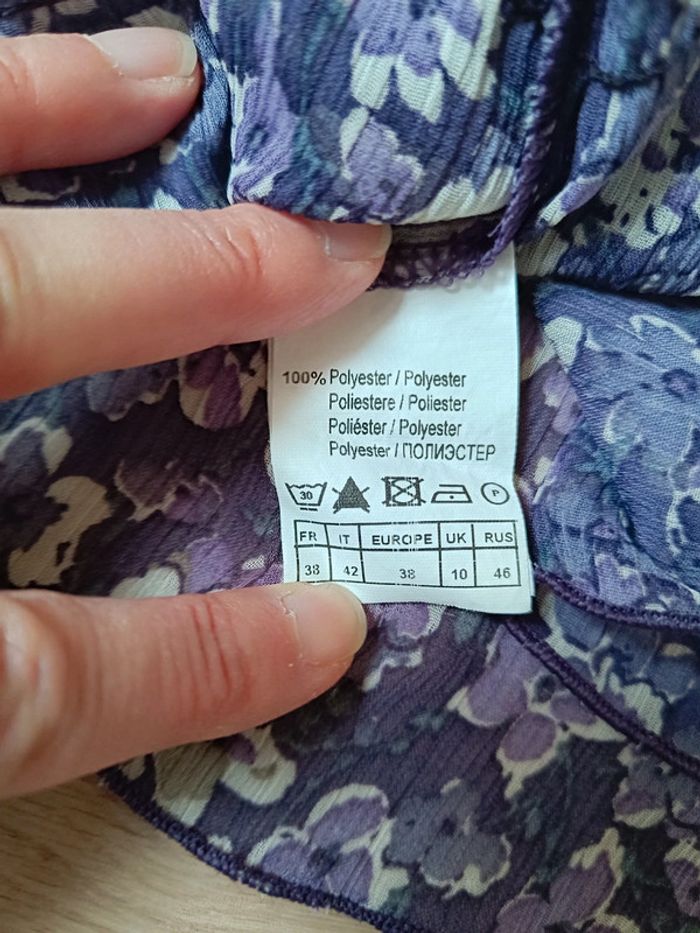 100% Polyester / Polyester
Poliestere / Poliester
Poliéster / Polyester
Polyester / ПОЛИЭСТЕР
30 P
FR IT EUROPE UK RUS
38 42 38 10 46